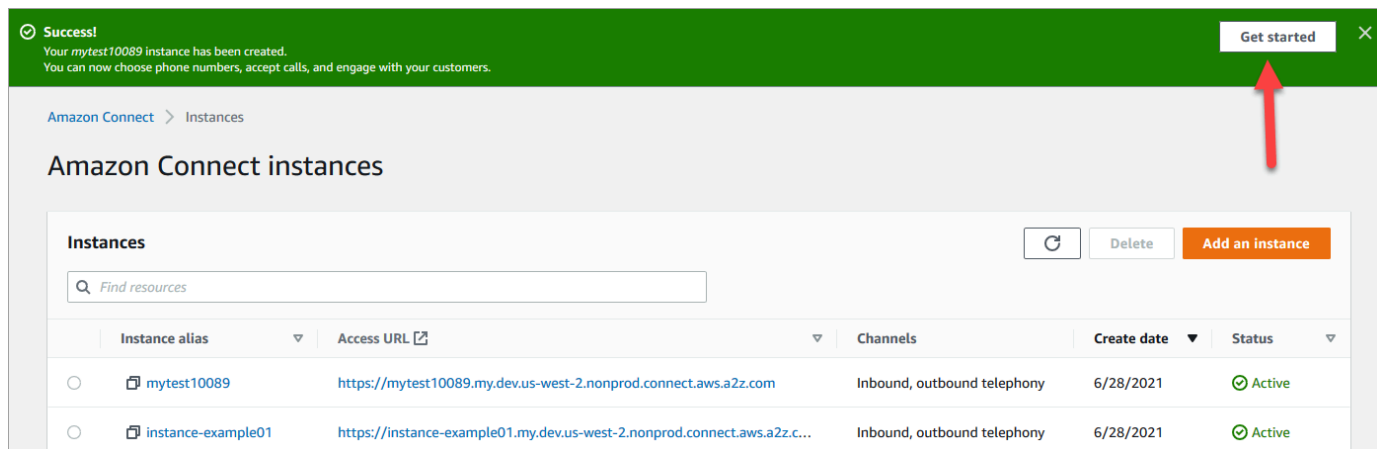 Success!
Get started
Your mytest10089 instance has been created.
You can now choose phone numbers, accept calls, and engage with your customers.
Amazon Connect > Instances
Amazon Connect instances
Instances
Delete
Add an instance
Find resources
Instance alias
Access URL
Channels
Create date
Status
mytest10089
https://mytest10089.my.dev.us-west-2.nonprod.connect.aws.a2z.com
Inbound, outbound telephony
6/28/2021
Active
instance-example01
https://instance-example01.my.dev.us-west-2.nonprod.connect.aws.a2z.c...
Inbound, outbound telephony
6/28/2021
Active